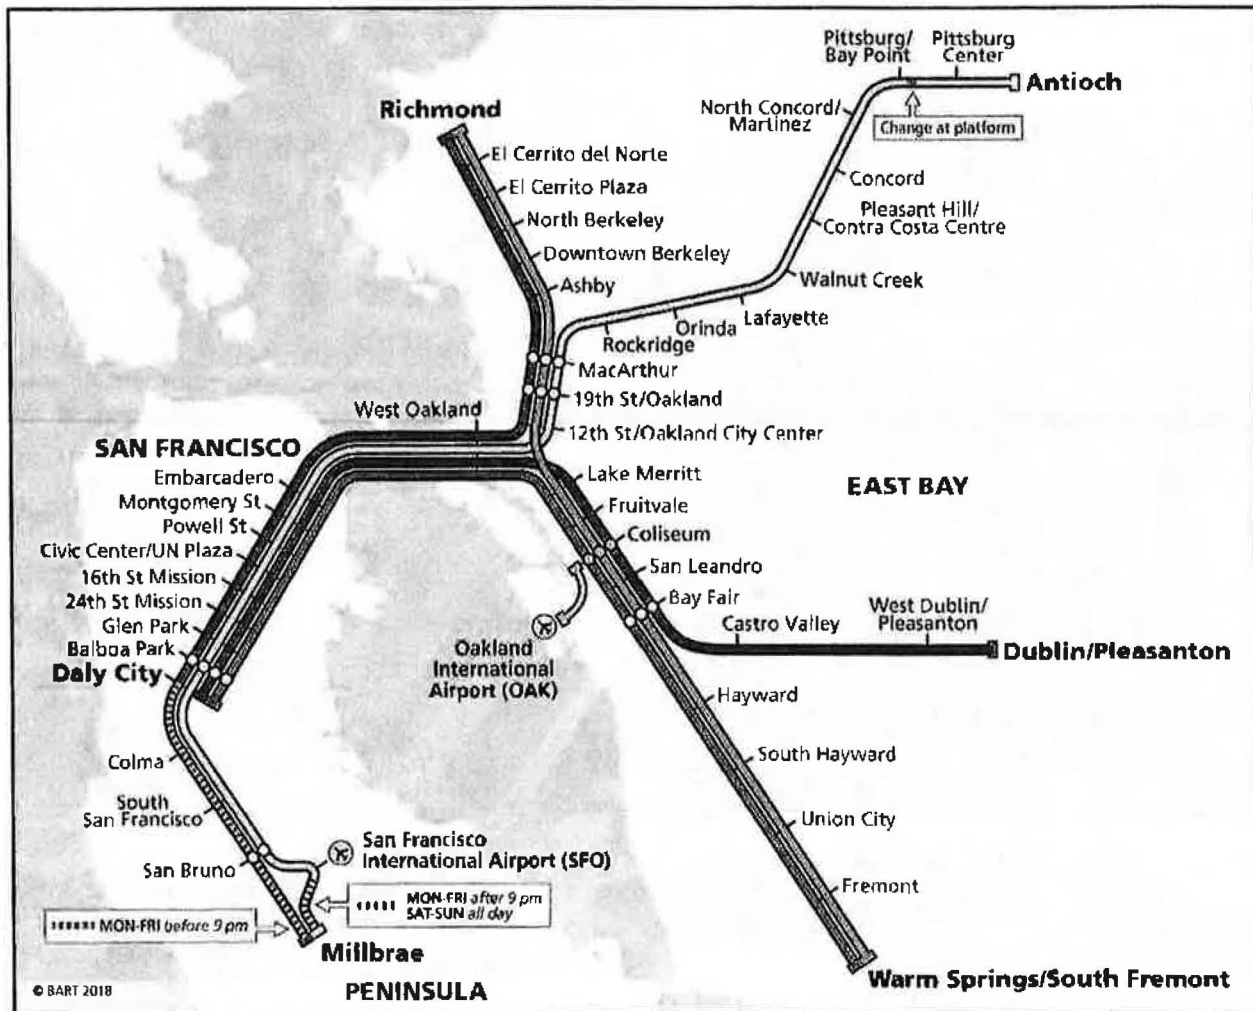 Pittsburg/
Bay Point
Pittsburg
Center
Antioch
North Concord/
Martinez
Change at platform
Richmond
El Cerrito del Norte
El Cerrito Plaza
North Berkeley
Downtown Berkeley
Ashby
Concord
Pleasant Hill/
Contra Costa Centre
Walnut Creek
Lafayette
Orinda
Rockridge
MacArthur
19th St/Oakland
12th St/Oakland City Center
West Oakland
SAN FRANCISCO
Embarcadero
Montgomery St
Powell St
Civic Center/UN Plaza
16th St Mission
24th St Mission
Glen Park
Balboa Park
Daly City
Lake Merritt
Fruitvale
Coliseum
San Leandro
Bay Fair
EAST BAY
Castro Valley
West Dublin/
Pleasanton
Dublin/Pleasanton
Oakland
International
Airport (OAK)
Hayward
South Hayward
Union City
Fremont
Warm Springs/South Fremont
Colma
South
San Francisco
San Bruno
San Francisco
International Airport (SFO)
MON-FRI after 9 pm
SAT-SUN all day
MON-FRI before 9 pm
Millbrae
PENINSULA
© BART 2018